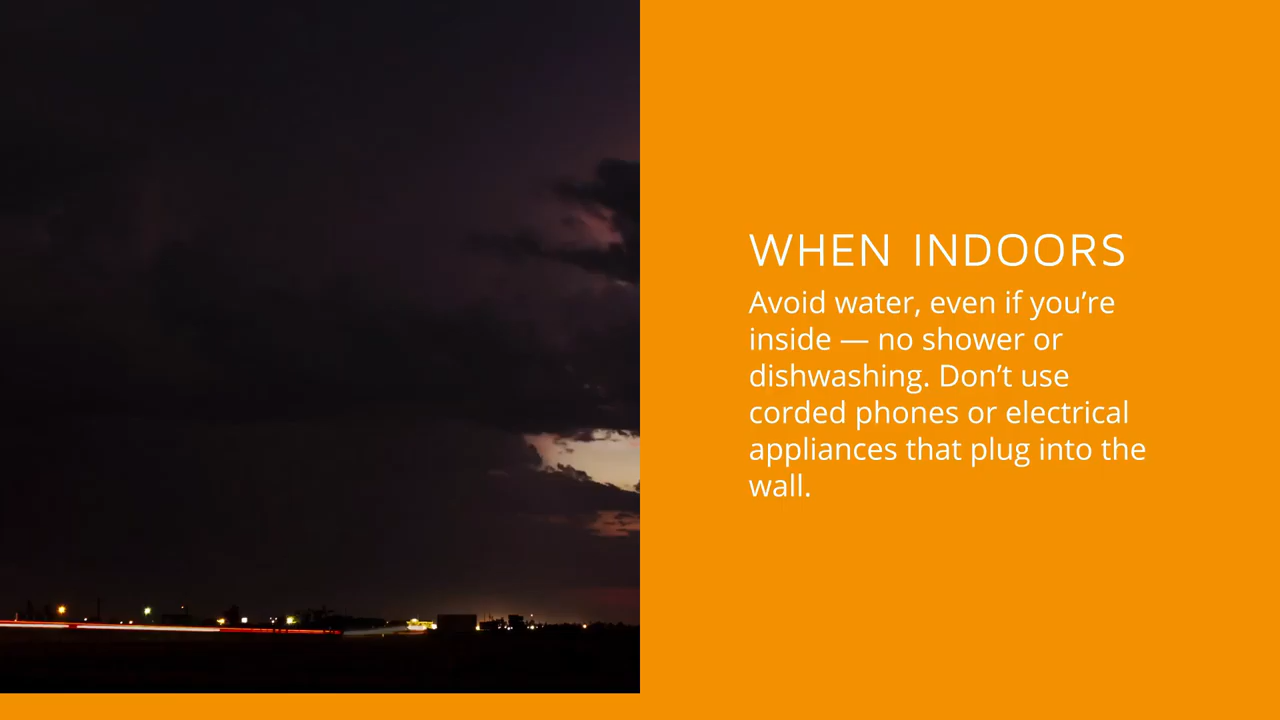 WHEN INDOORS
Avoid water, even if you’re
inside — no shower or
dishwashing. Don’t use
corded phones or electrical
appliances that plug into the
wall.